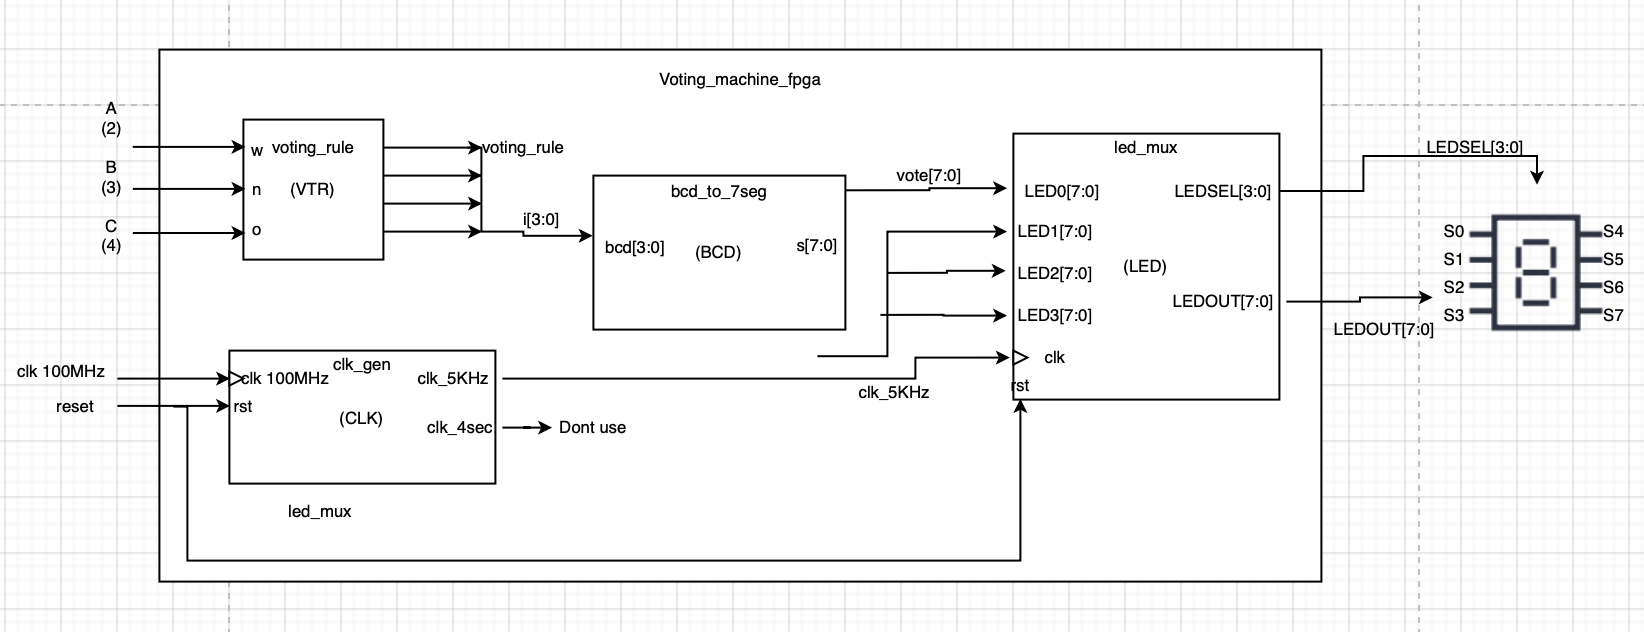 Voting_machine_fpga
A
(2)
B
(3)
C
(4)
w
voting_rule
n
(VTR)
o
voting_rule
i[3:0]
bcd_to_7seg
bcd[3:0]
(BCD)
s[7:0]
vote[7:0]
led_mux
LED0[7:0]
LEDSEL[3:0]
LED1[7:0]
LED2[7:0]
(LED)
LED3[7:0]
LEDOUT[7:0]
clk
rst
LEDSEL[3:0]
LEDOUT[7:0]
S0
S1
S2
S3
S4
S5
S6
S7
clk 100MHz
reset
clk_gen
clk 100MHz
clk_5KHz
rst
(CLK)
clk_4sec
Dont use
clk_5KHz
led_mux